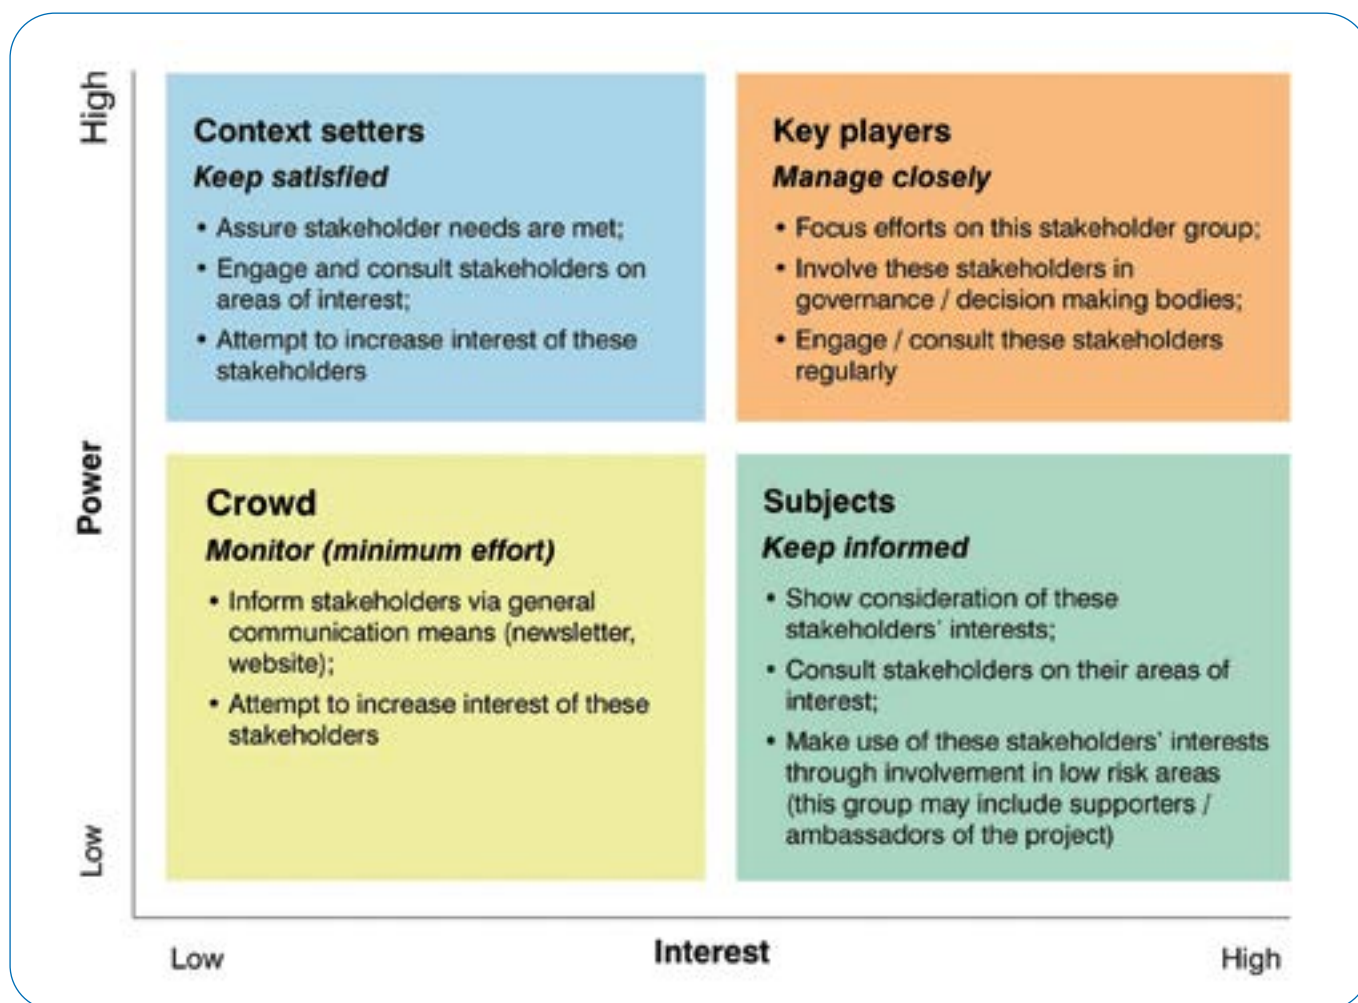 High
Context setters
Keep satisfied
• Assure stakeholder needs are met;
• Engage and consult stakeholders on
areas of interest;
• Attempt to increase interest of these
stakeholders
Key players
Manage closely
• Focus efforts on this stakeholder group;
• Involve these stakeholders in
governance / decision making bodies;
• Engage / consult these stakeholders
regularly
Power
Crowd
Monitor (minimum effort)
• Inform stakeholders via general
communication means (newsletter,
website);
• Attempt to increase interest of these
stakeholders
Subjects
Keep informed
• Show consideration of these
stakeholders' interests;
• Consult stakeholders on their areas of
interest;
• Make use of these stakeholders' interests
through involvement in low risk areas
(this group may include supporters /
ambassadors of the project)
Low
Low
Interest
High